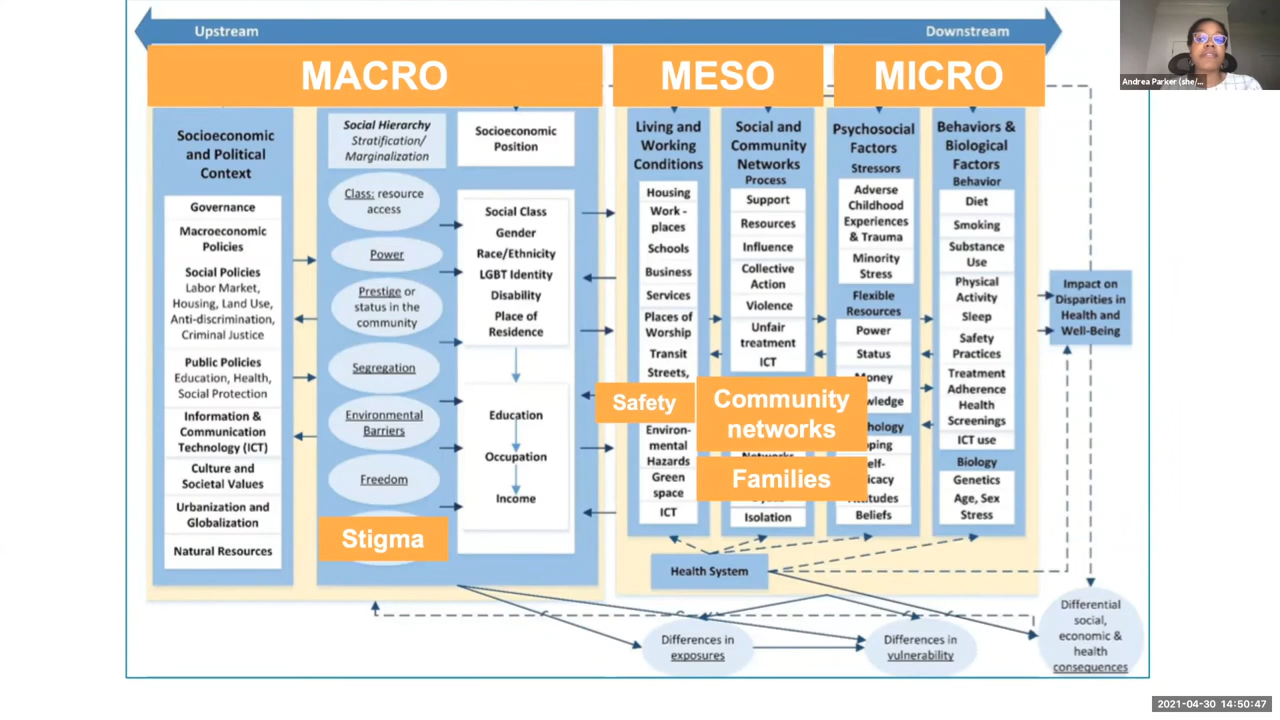 Upstream
Downstream
MACRO
MESO
MICRO
Andrea Parker (she/...
Socioeconomic
and Political
Context
Governance
Macroeconomic
Policies
Social Policies
Labor Market,
Housing, Land Use,
Anti-discrimination,
Criminal Justice
Public Policies
Education, Health,
Social Protection
Information &
Communication
Technology (ICT)
Culture and
Societal Values
Urbanization and
Globalization
Natural Resources
Social Hierarchy
Stratification/
Marginalization
Class: resource
access
Power
Prestige or
status in the
community
Segregation
Environmental
Barriers
Freedom
Stigma
Socioeconomic
Position
Social Class
Gender
Race/Ethnicity
LGBT Identity
Disability
Place of
Residence
Education
Occupation
Income
Living and
Working
Conditions
Housing
Work -
places
Schools
Business
Services
Places of
Worship
Transit
Streets,
Safety
Environ-
mental
Hazards
Green
space
ICT
Social and
Community
Networks
Process
Support
Resources
Influence
Collective
Action
Violence
Unfair
treatment
ICT
Community
networks
Families
Isolation
Psychosocial
Factors
Stressors
Adverse
Childhood
Experiences
& Trauma
Minority
Stress
Flexible
Resources
Power
Status
Money
Beliefs
Behaviors &
Biological
Factors
Behavior
Diet
Smoking
Substance
Use
Physical
Activity
Sleep
Safety
Practices
Treatment
Adherence
Health
Screenings
ICT use
Biology
Genetics
Age, Sex
Stress
Impact on
Disparities in
Health and
Well-Being
Health System
Differences in
exposures
Differences in
vulnerability
Differential
social,
economic &
health
consequences
2021-04-30 14:50:47